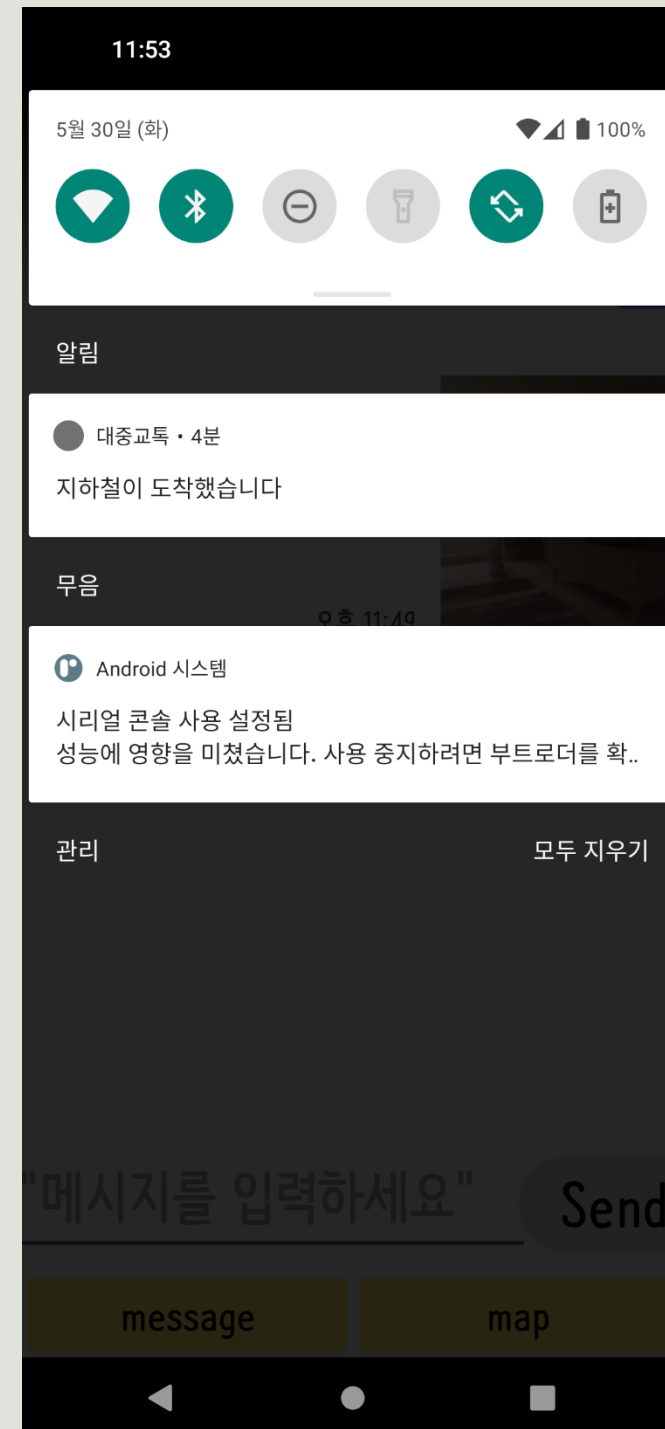 11:53
5월 30일 (화)
100%
알림
대중교톡 • 4분
지하철이 도착했습니다
무음
오후 11:49
Android 시스템
시리얼 콘솔 사용 설정됨
성능에 영향을 미쳤습니다. 사용 중지하려면 부트로더를 확..
관리
모두 지우기
"메시지를 입력하세요"
Send
message
map